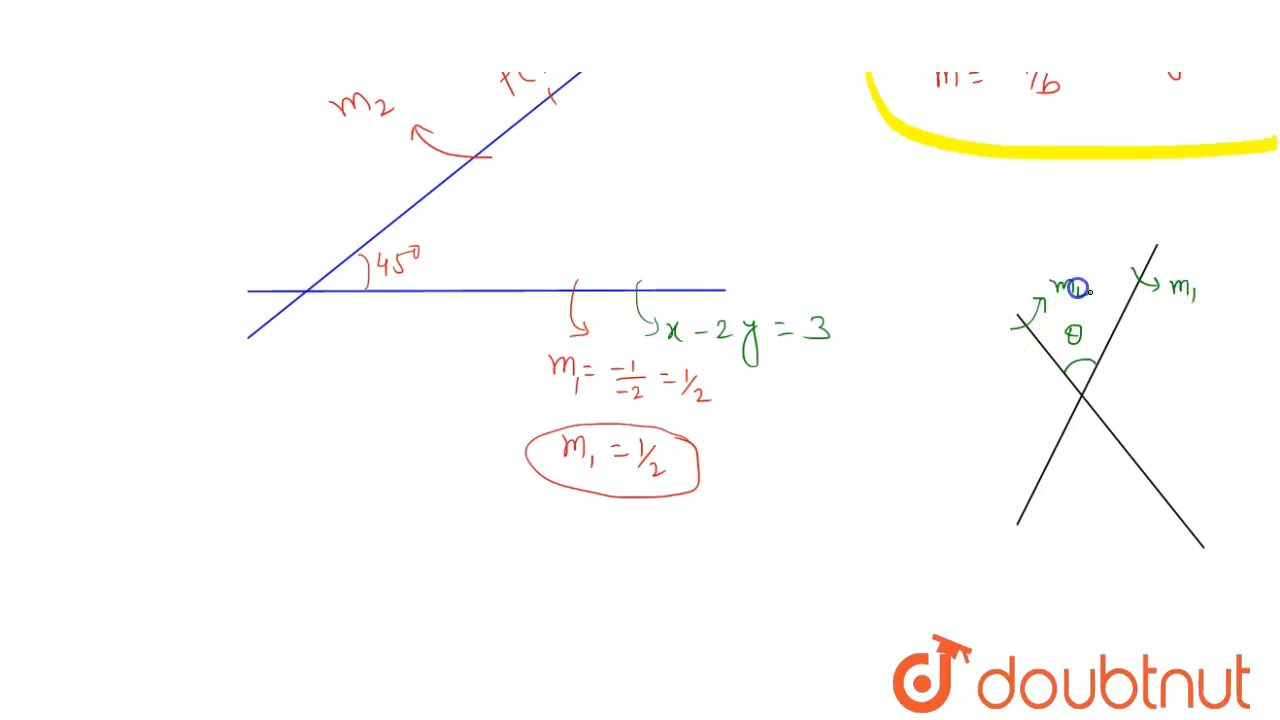 m2
m = -/b
45°
m1
m1
θ
x - 2y = 3
m1 = -1/-2 = 1/2
m1 = 1/2
doubtnut